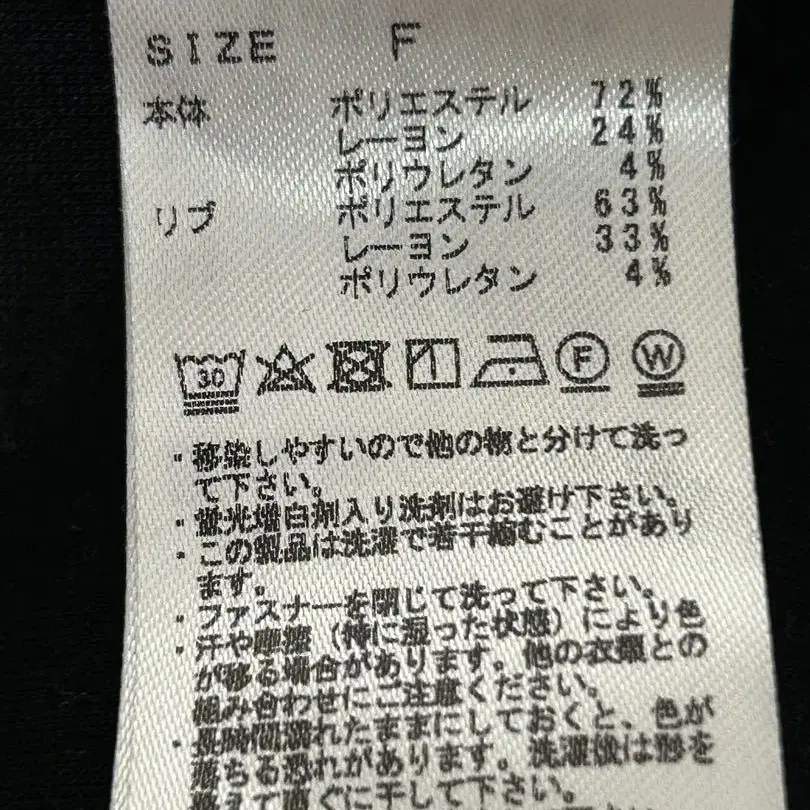 SIZE F
本体 ポリエステル 72%
レーヨン 24%
ポリウレタン 4%
リブ ポリエステル 63%
レーヨン 33%
ポリウレタン 4%
30 F W
・移染しやすいので他の物と分けて洗っ
て下さい。
・蛍光増白剤入り洗剤はお避け下さい。
・この製品は洗濯で若干縮むことがあり
ます。
・ファスナーを閉じて洗って下さい。
・汗や摩擦（特に湿った状態）により色
が移る場合があります。他の衣類との
組み合わせにご注意ください。
・長時間濡れたままにしておくと、色が
落ちる恐れがあります。洗濯後は形を
整えて直ぐに干して下さい。